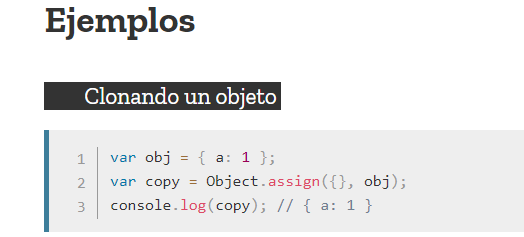 Ejemplos
Clonando un objeto
1 var obj = { a: 1 };
2 var copy = Object.assign({}, obj);
3 console.log(copy); // { a: 1 }